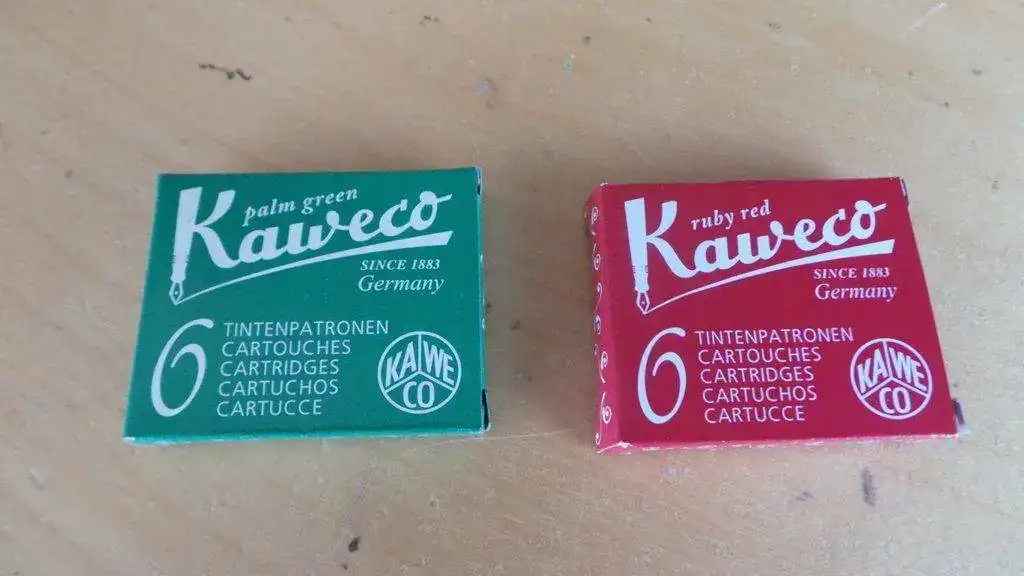 palm green
Kaweco
SINCE 1883
Germany
6
TINTENPATRONEN
CARTOUCHES
CARTRIDGES
CARTUCHOS
CARTUCCE
KA WE CO
ruby red
Kaweco
SINCE 1883
Germany
6
TINTENPATRONEN
CARTOUCHES
CARTRIDGES
CARTUCHOS
CARTUCCE
KA WE CO